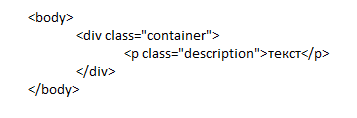 <body>
<div class="container">
<p class="description">текст</p>
</div>
</body>